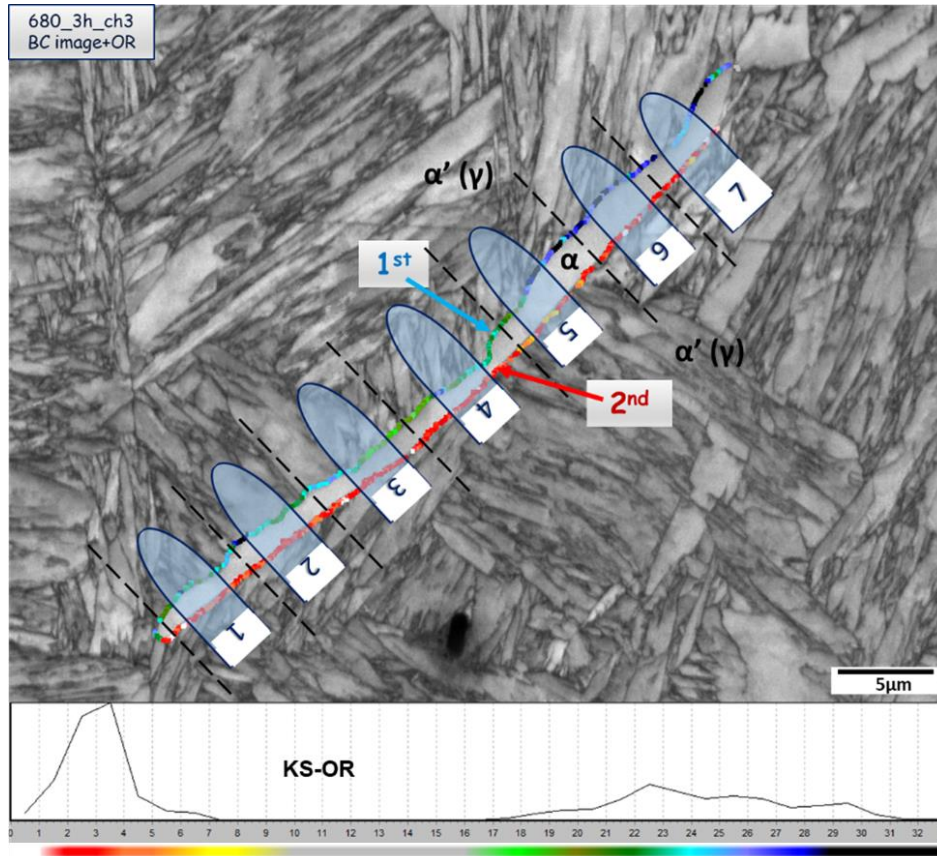 680_3h_ch3
BC image+OR
α’ (γ)
7
6
1st
α
5
α’ (γ)
2nd
4
3
2
1
5µm
KS-OR
0 1 2 3 4 5 6 7 8 9 10 11 12 13 14 15 16 17 18 19 20 21 22 23 24 25 26 27 28 29 30 31 32